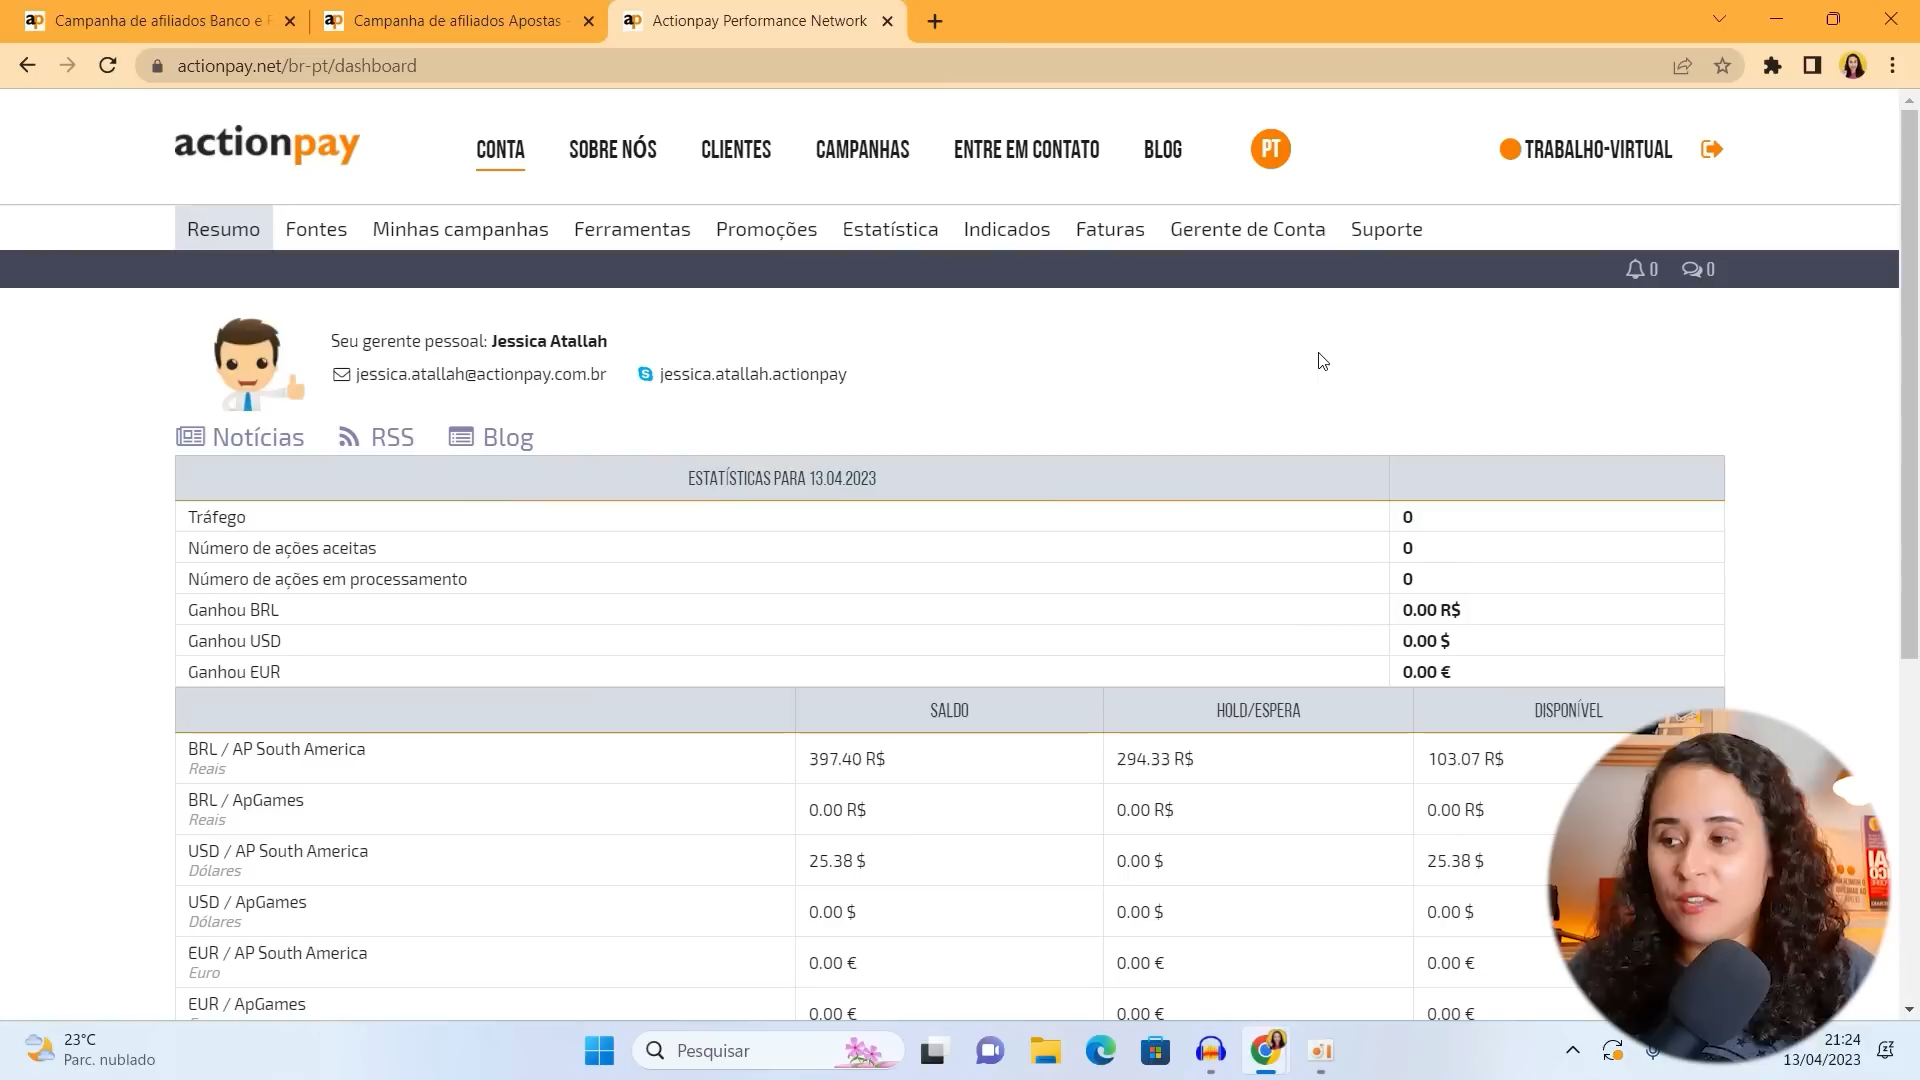 Campanha de afiliados Banco e
Campanha de afiliados Apostas
Actionpay Performance Network
actionpay.net/br-pt/dashboard
actionpay
CONTA
SOBRE NÓS
CLIENTES
CAMPANHAS
ENTRE EM CONTATO
BLOG
PT
TRABALHO-VIRTUAL
Resumo
Fontes
Minhas campanhas
Ferramentas
Promoções
Estatística
Indicados
Faturas
Gerente de Conta
Suporte
0
0
Seu gerente pessoal: Jessica Atallah
jessica.atallah@actionpay.com.br
jessica.atallah.actionpay
Notícias
RSS
Blog
ESTATÍSTICAS PARA 13.04.2023
Tráfego 0
Número de ações aceitas 0
Número de ações em processamento 0
Ganhou BRL 0.00 R$
Ganhou USD 0.00 $
Ganhou EUR 0.00 €
SALDO HOLD/ESPERA DISPONÍVEL
BRL / AP South America 397.40 R$ 294.33 R$ 103.07 R$
Reais
BRL / ApGames 0.00 R$ 0.00 R$ 0.00 R$
Reais
USD / AP South America 25.38 $ 0.00 $ 25.38 $
Dólares
USD / ApGames 0.00 $ 0.00 $ 0.00 $
Dólares
EUR / AP South America 0.00 € 0.00 € 0.00 €
Euro
EUR / ApGames 0.00 € 0.00 € 0.00 €
23°C
Parc. nublado
Pesquisar
21:24
13/04/2023